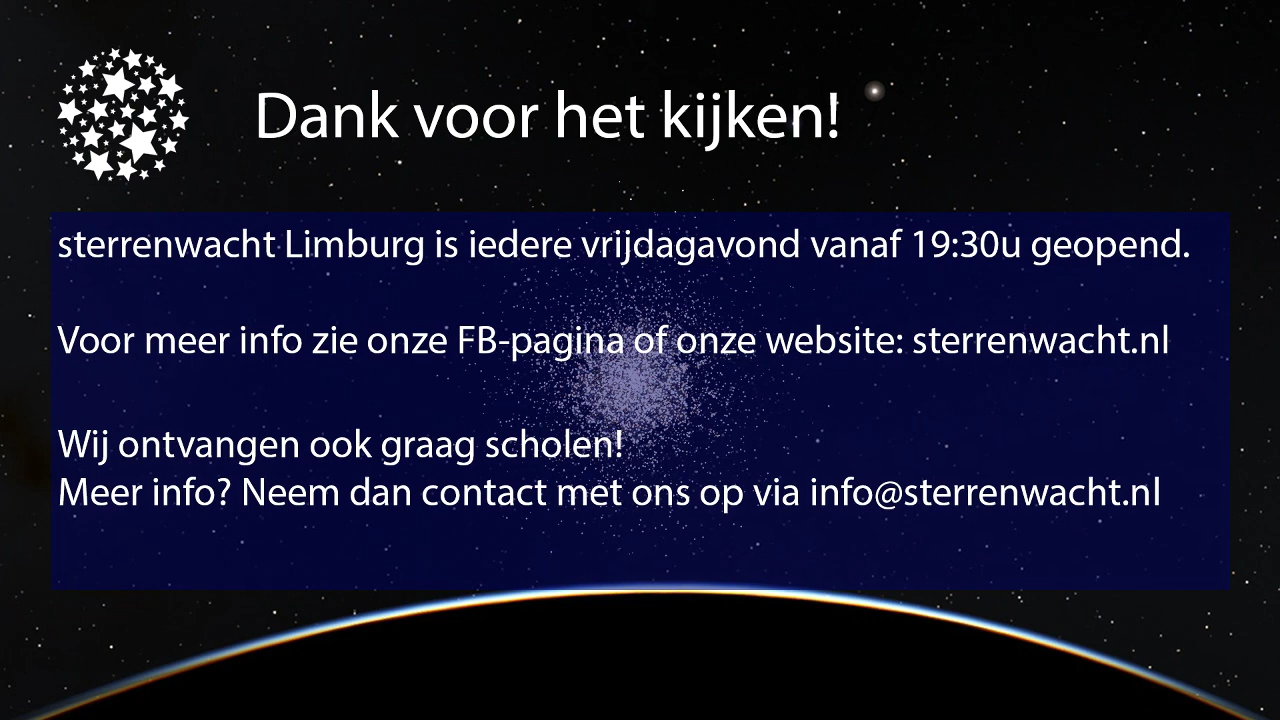 Dank voor het kijken!
sterrenwacht Limburg is iedere vrijdagavond vanaf 19:30u geopend.
Voor meer info zie onze FB-pagina of onze website: sterrenwacht.nl
Wij ontvangen ook graag scholen!
Meer info? Neem dan contact met ons op via info@sterrenwacht.nl